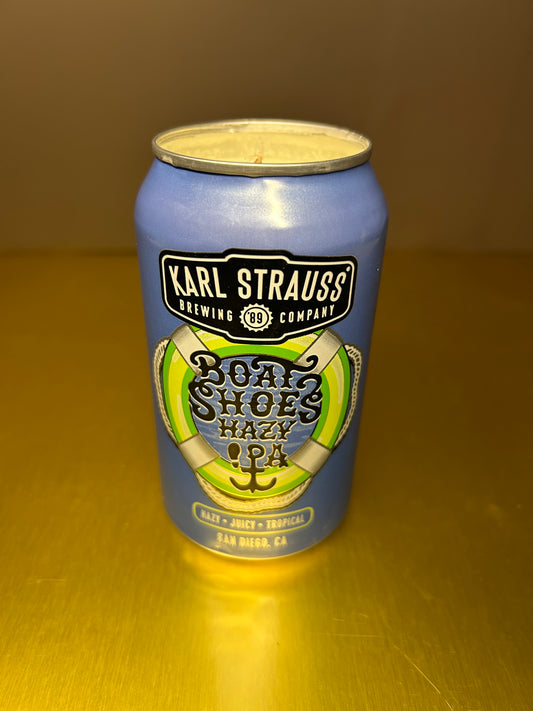 KARL STRAUSS
BREWING '89 COMPANY
BOAT
SHOES
HAZY
IPA
HAZY • JUICY • TROPICAL
SAN DIEGO, CA